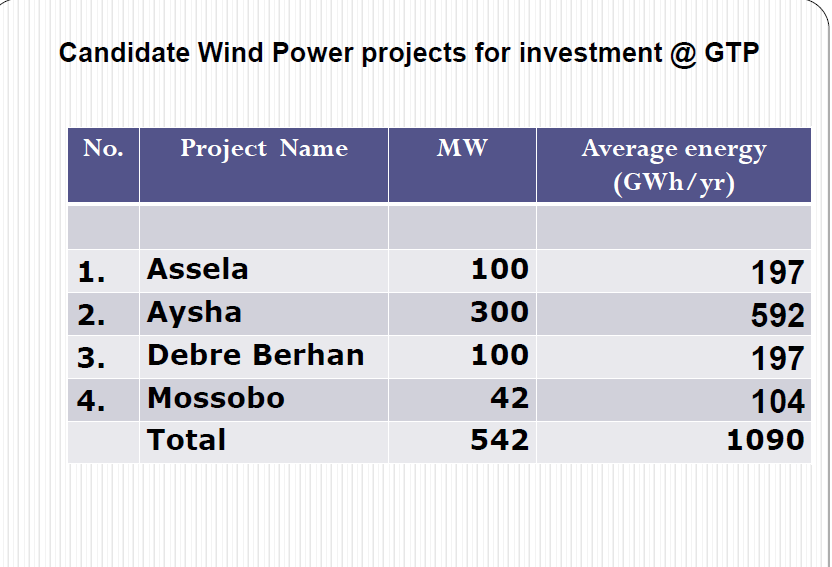 Candidate Wind Power projects for investment @ GTP
No. Project Name MW Average energy
(GWh/yr)
1. Assela 100 197
2. Aysha 300 592
3. Debre Berhan 100 197
4. Mossobo 42 104
Total 542 1090